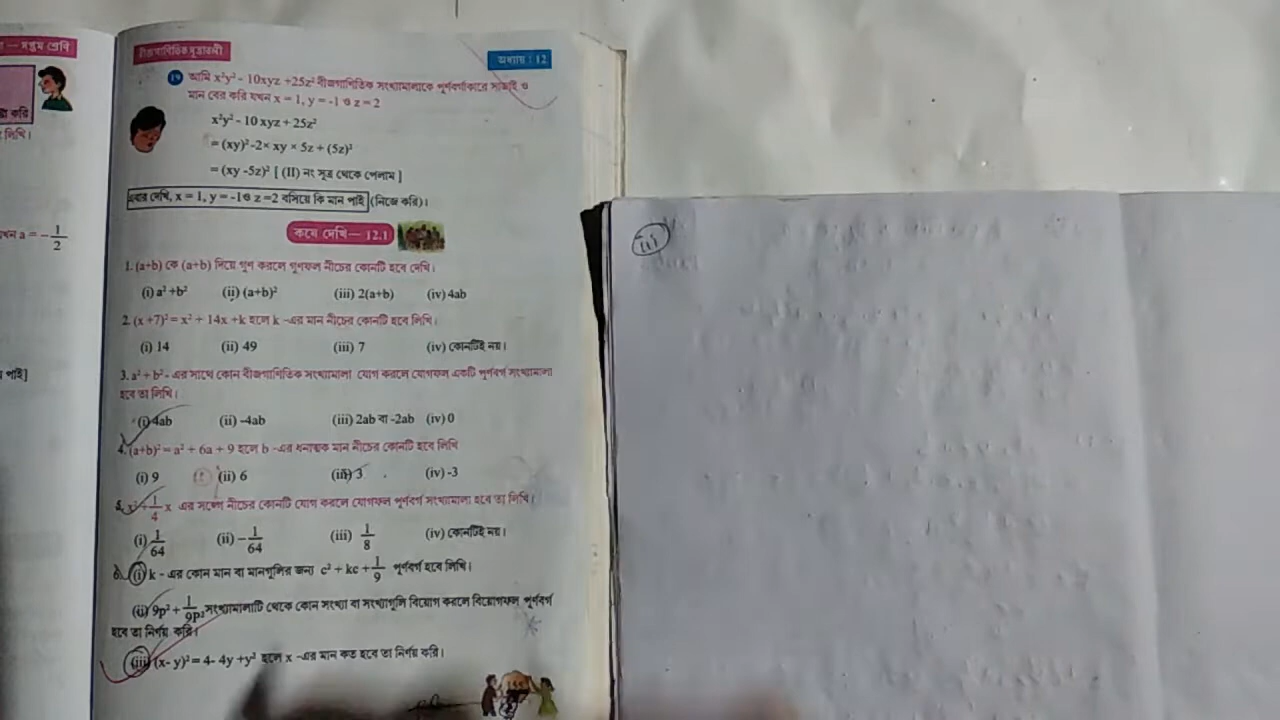 — সপ্তম শ্রেণি
করি
লিখি।
যখন a = -1/2
পাই]
বীজগাণিতিক সূত্রাবলী
অধ্যায় : 12
19 আমি x²y² - 10xyz +25z² বীজগাণিতিক সংখ্যামালাকে পূর্ণবর্গাকারে সাজাই ও
মান বের করি যখন x = 1, y = -1 ও z = 2
x²y² - 10 xyz + 25z²
= (xy)² -2× xy × 5z + (5z)²
= (xy -5z)² [ (II) নং সূত্র থেকে পেলাম ]
এবার দেখি, x = 1, y = -1ও z =2 বসিয়ে কি মান পাই (নিজে করি)।
কষে দেখি— 12.1
1. (a+b) কে (a+b) দিয়ে গুণ করলে গুণফল নীচের কোনটি হবে দেখি।
(i) a² +b² (ii) (a+b)² (iii) 2(a+b) (iv) 4ab
2. (x +7)² = x² + 14x +k হলে k -এর মান নীচের কোনটি হবে লিখি।
(i) 14 (ii) 49 (iii) 7 (iv) কোনটিই নয়।
3. a² + b² - এর সাথে কোন বীজগাণিতিক সংখ্যামালা যোগ করলে যোগফল একটি পূর্ণবর্গ সংখ্যামালা
হবে তা লিখি।
(i) 4ab (ii) -4ab (iii) 2ab বা -2ab (iv) 0
4. (a+b)² = a² + 6a + 9 হলে b -এর ধনাত্মক মান নীচের কোনটি হবে লিখি
(i) 9 (ii) 6 (iii) 3 (iv) -3
5. x² + 1/4 x এর সঙ্গে নীচের কোনটি যোগ করলে যোগফল পূর্ণবর্গ সংখ্যামালা হবে তা লিখি।
(i) 1/64 (ii) - 1/64 (iii) 1/8 (iv) কোনটিই নয়।
6. (i) k - এর কোন মান বা মানগুলির জন্য c² + kc + 1/9 পূর্ণবর্গ হবে লিখি।
(ii) 9p² + 1/9p² সংখ্যামালাটি থেকে কোন সংখ্যা বা সংখ্যাগুলি বিয়োগ করলে বিয়োগফল পূর্ণবর্গ
হবে তা নির্ণয় করি।
(iii) (x- y)² = 4- 4y +y² হলে x -এর মান কত হবে তা নির্ণয় করি।
iii